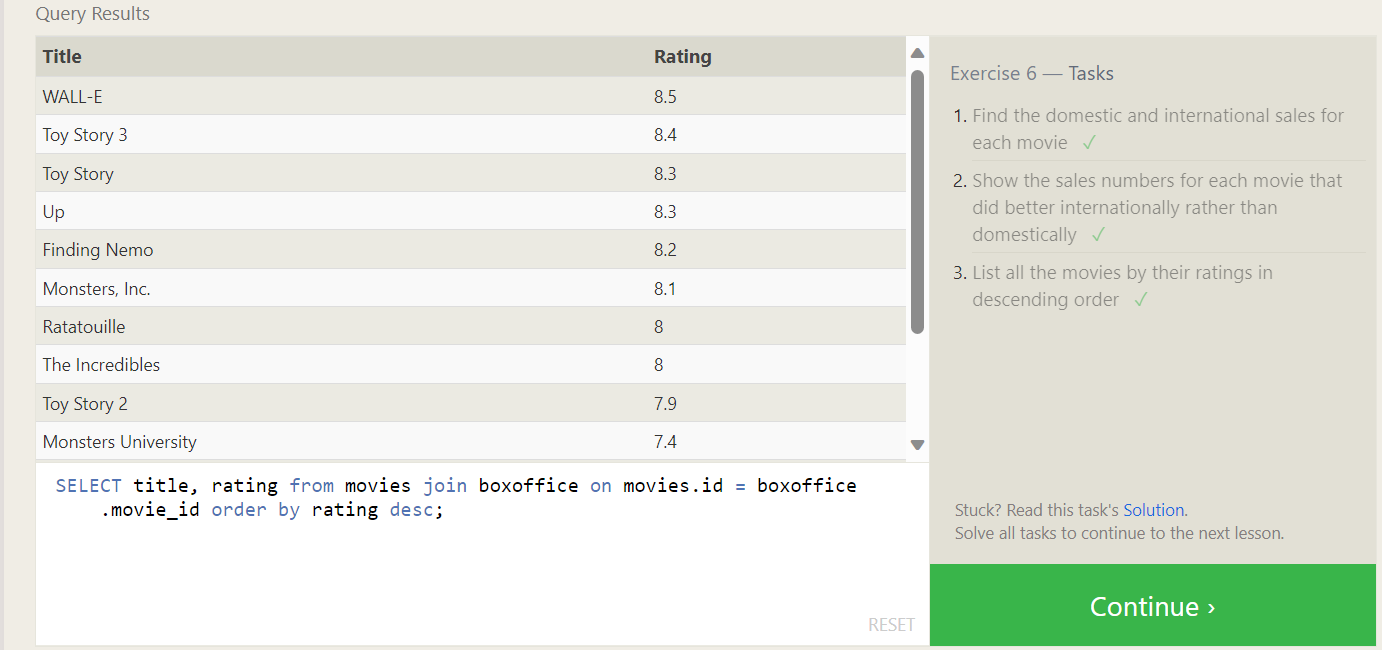 Query Results
Title Rating
WALL-E 8.5
Toy Story 3 8.4
Toy Story 8.3
Up 8.3
Finding Nemo 8.2
Monsters, Inc. 8.1
Ratatouille 8
The Incredibles 8
Toy Story 2 7.9
Monsters University 7.4
SELECT title, rating from movies join boxoffice on movies.id = boxoffice
.movie_id order by rating desc;
RESET
Exercise 6 — Tasks
1. Find the domestic and international sales for
each movie ✓
2. Show the sales numbers for each movie that
did better internationally rather than
domestically ✓
3. List all the movies by their ratings in
descending order ✓
Stuck? Read this task's Solution.
Solve all tasks to continue to the next lesson.
Continue ›